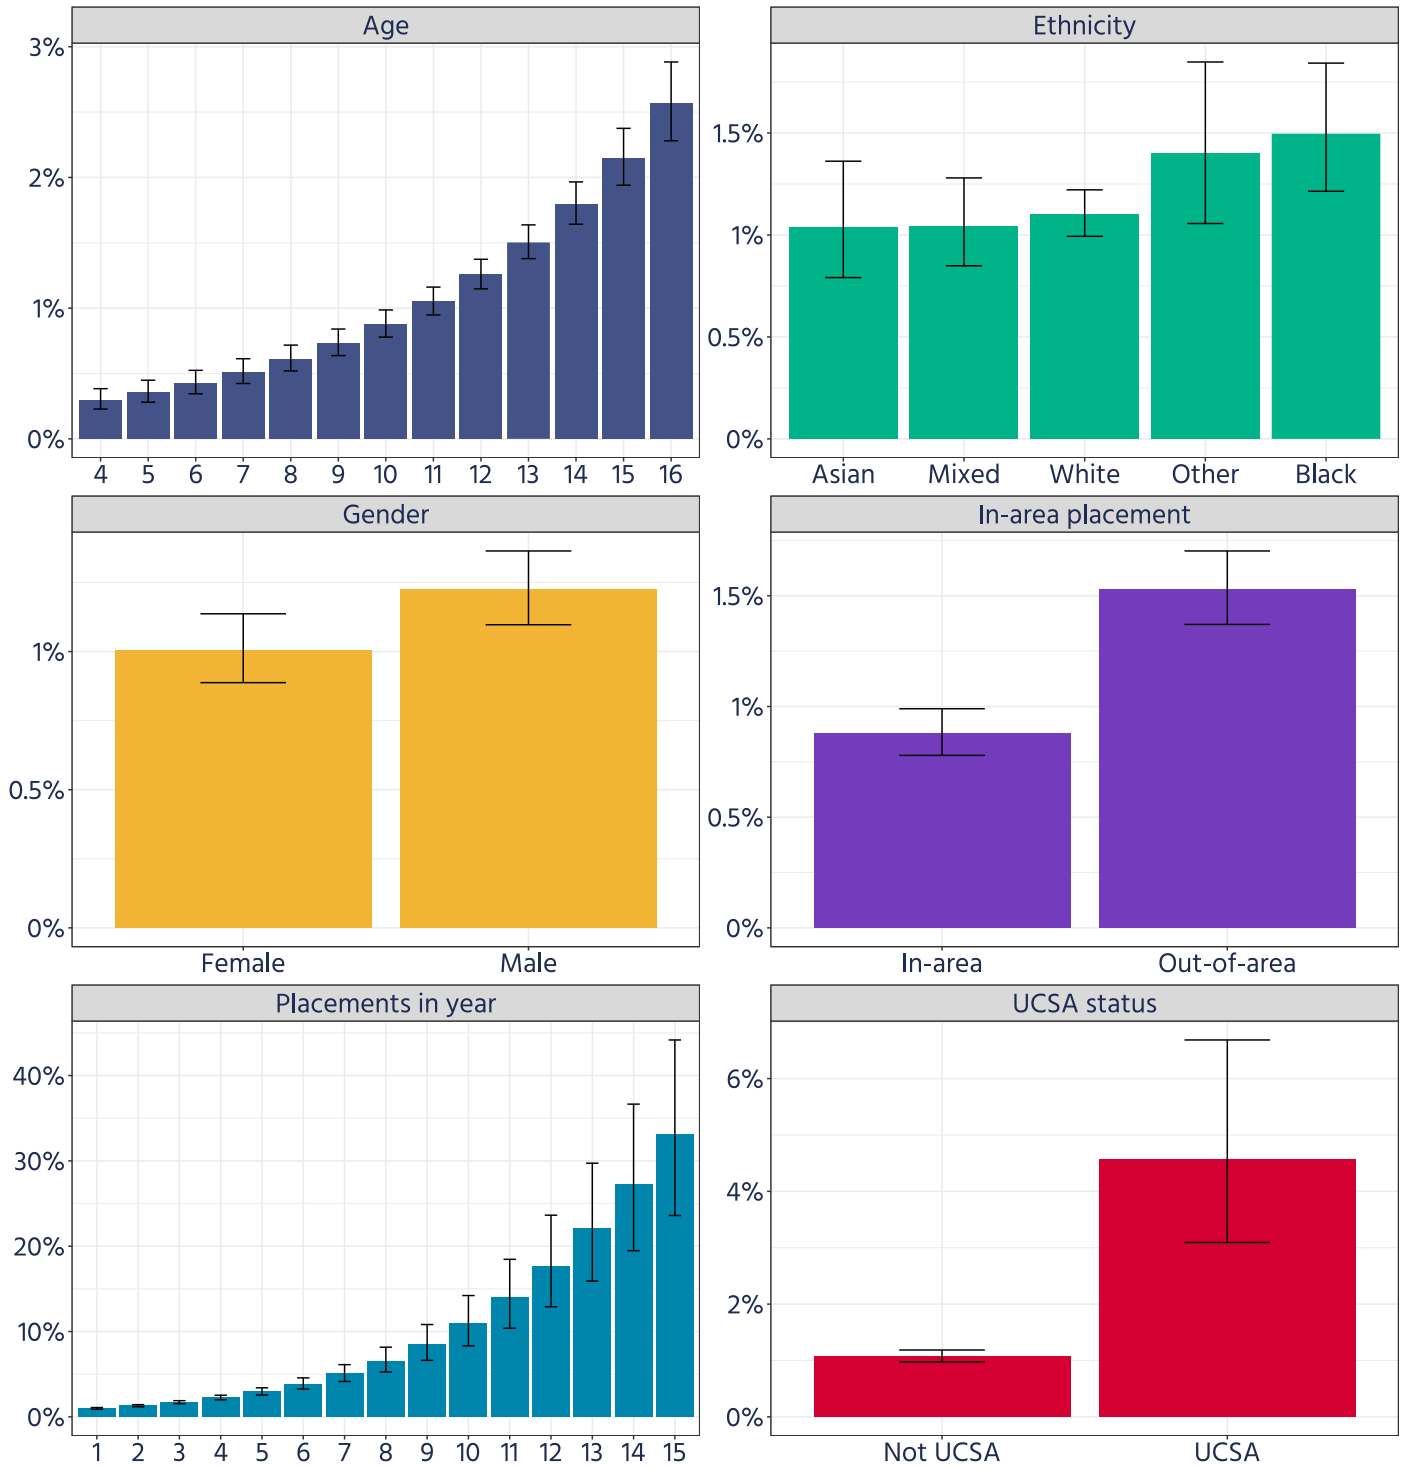 Age
3%
2%
1%
0%
4 5 6 7 8 9 10 11 12 13 14 15 16
Ethnicity
1.5%
1%
0.5%
0%
Asian Mixed White Other Black
Gender
1%
0.5%
0%
Female Male
In-area placement
1.5%
1%
0.5%
0%
In-area Out-of-area
Placements in year
40%
30%
20%
10%
0%
1 2 3 4 5 6 7 8 9 10 11 12 13 14 15
UCSA status
6%
4%
2%
0%
Not UCSA UCSA